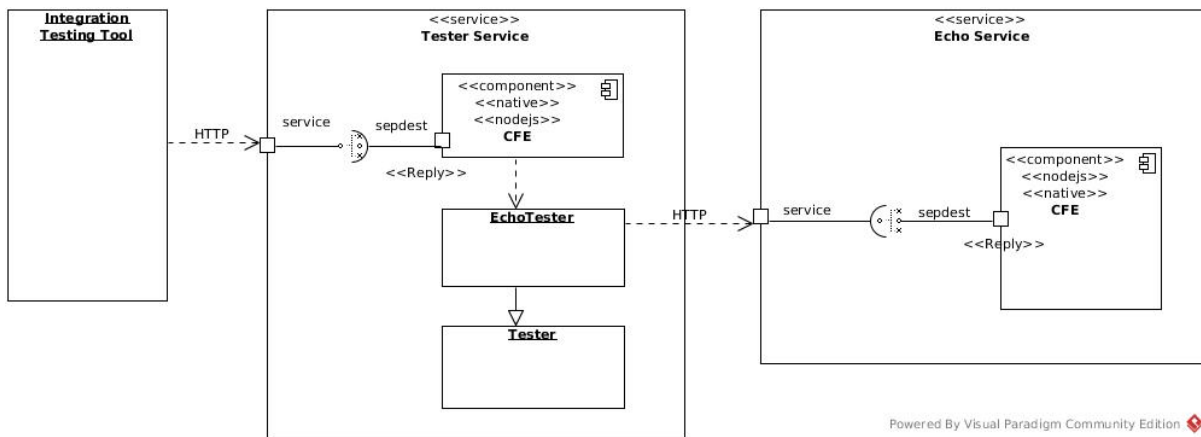 Integration
Testing Tool
HTTP
<<service>>
Tester Service
service
sepdest
<<component>>
<<native>>
<<nodejs>>
CFE
<<Reply>>
EchoTester
Tester
HTTP
<<service>>
Echo Service
service
sepdest
<<component>>
<<nodejs>>
<<native>>
CFE
<<Reply>>
Powered By Visual Paradigm Community Edition